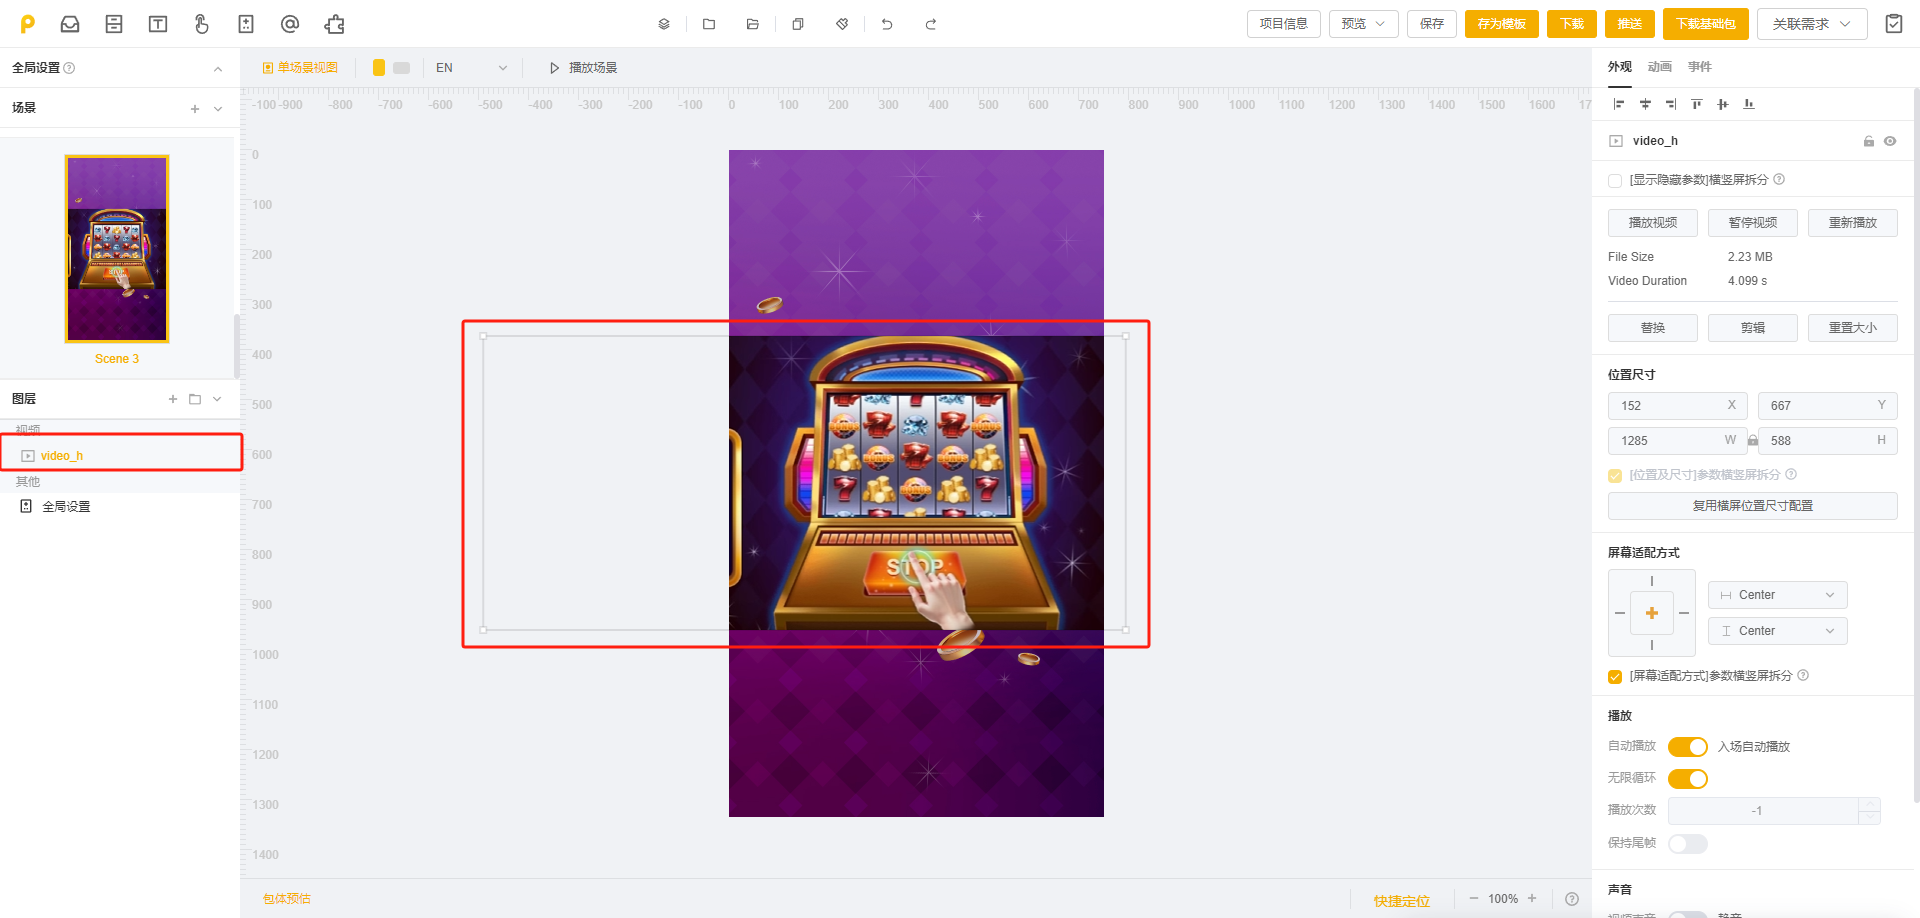 项目信息
预览
保存
存为模板
下载
推送
下载基础包
关联需求
全局设置
单场景视图
EN
播放场景
外观
动画
事件
场景
-100 -900 -800 -700 -600 -500 -400 -300 -200 -100 0 100 200 300 400 500 600 700 800 900 1000 1100 1200 1300 1400 1500 1600 17
video_h
0
[显示隐藏参数]横竖屏拆分
100
播放视频
暂停视频
重新播放
200
File Size
2.23 MB
Video Duration
4.099 s
300
替换
剪辑
重置大小
Scene 3
400
位置尺寸
图层
500
152 X
667 Y
视频
1285 W
588 H
video_h
600
[位置及尺寸]参数横竖屏拆分
其他
全局设置
700
复用横屏位置尺寸配置
BONUS
BONUS
BONUS
BONUS
BONUS
800
屏幕适配方式
STOP
Center
900
Center
1000
[屏幕适配方式]参数横竖屏拆分
1100
播放
自动播放
入场自动播放
1200
无限循环
1300
播放次数
-1
保持尾帧
1400
声音
包体预估
快捷定位
100%
视频声音
静音